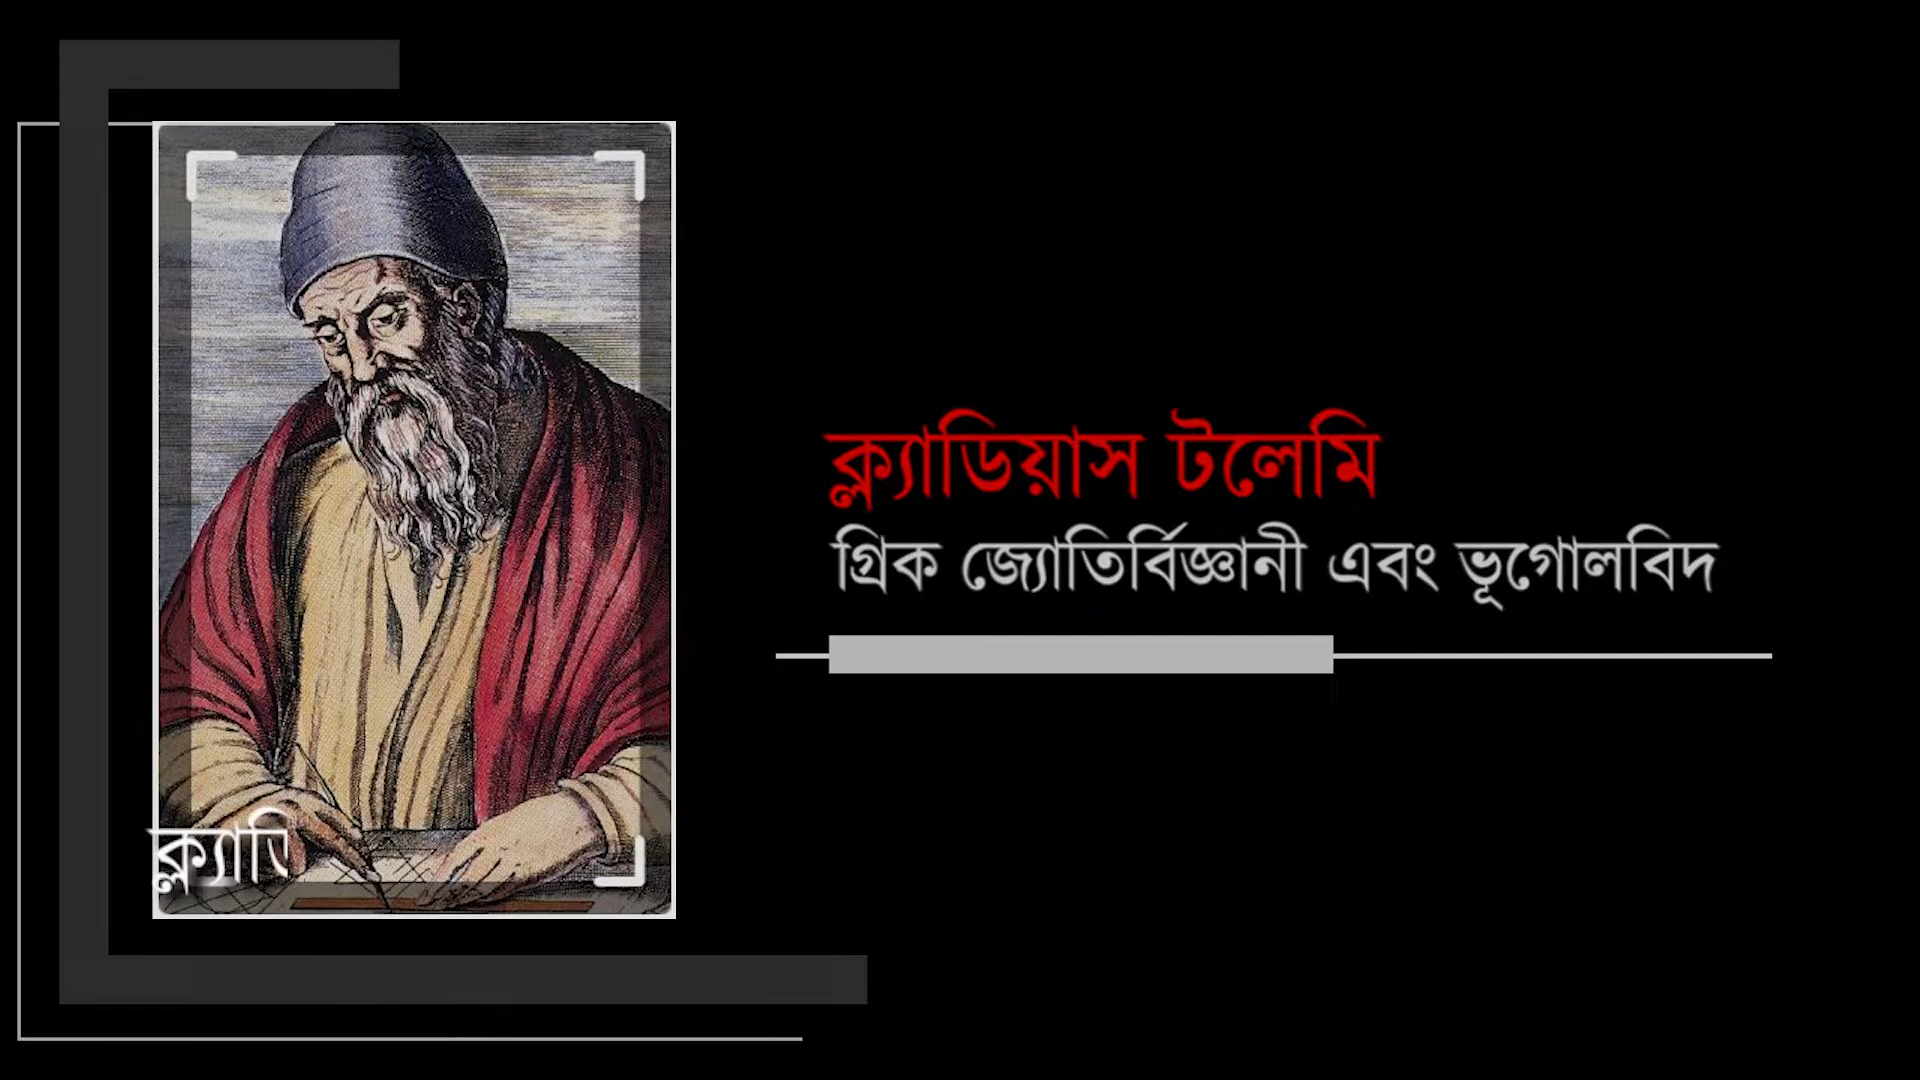 ক্ল্যাডিয়াস টলেমি
গ্রিক জ্যোতির্বিজ্ঞানী এবং ভূগোলবিদ